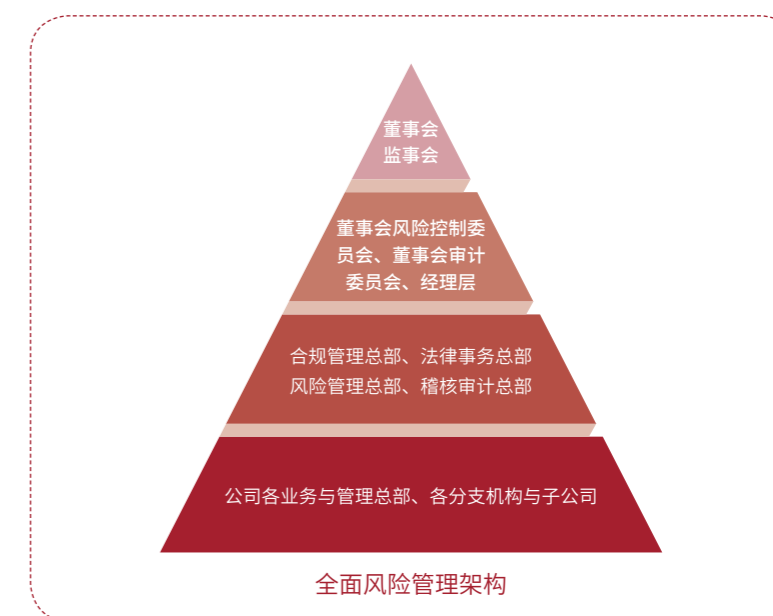 董事会
监事会
董事会风险控制委
员会、董事会审计
委员会、经理层
合规管理总部、法律事务总部
风险管理总部、稽核审计总部
公司各业务与管理总部、各分支机构与子公司
全面风险管理架构